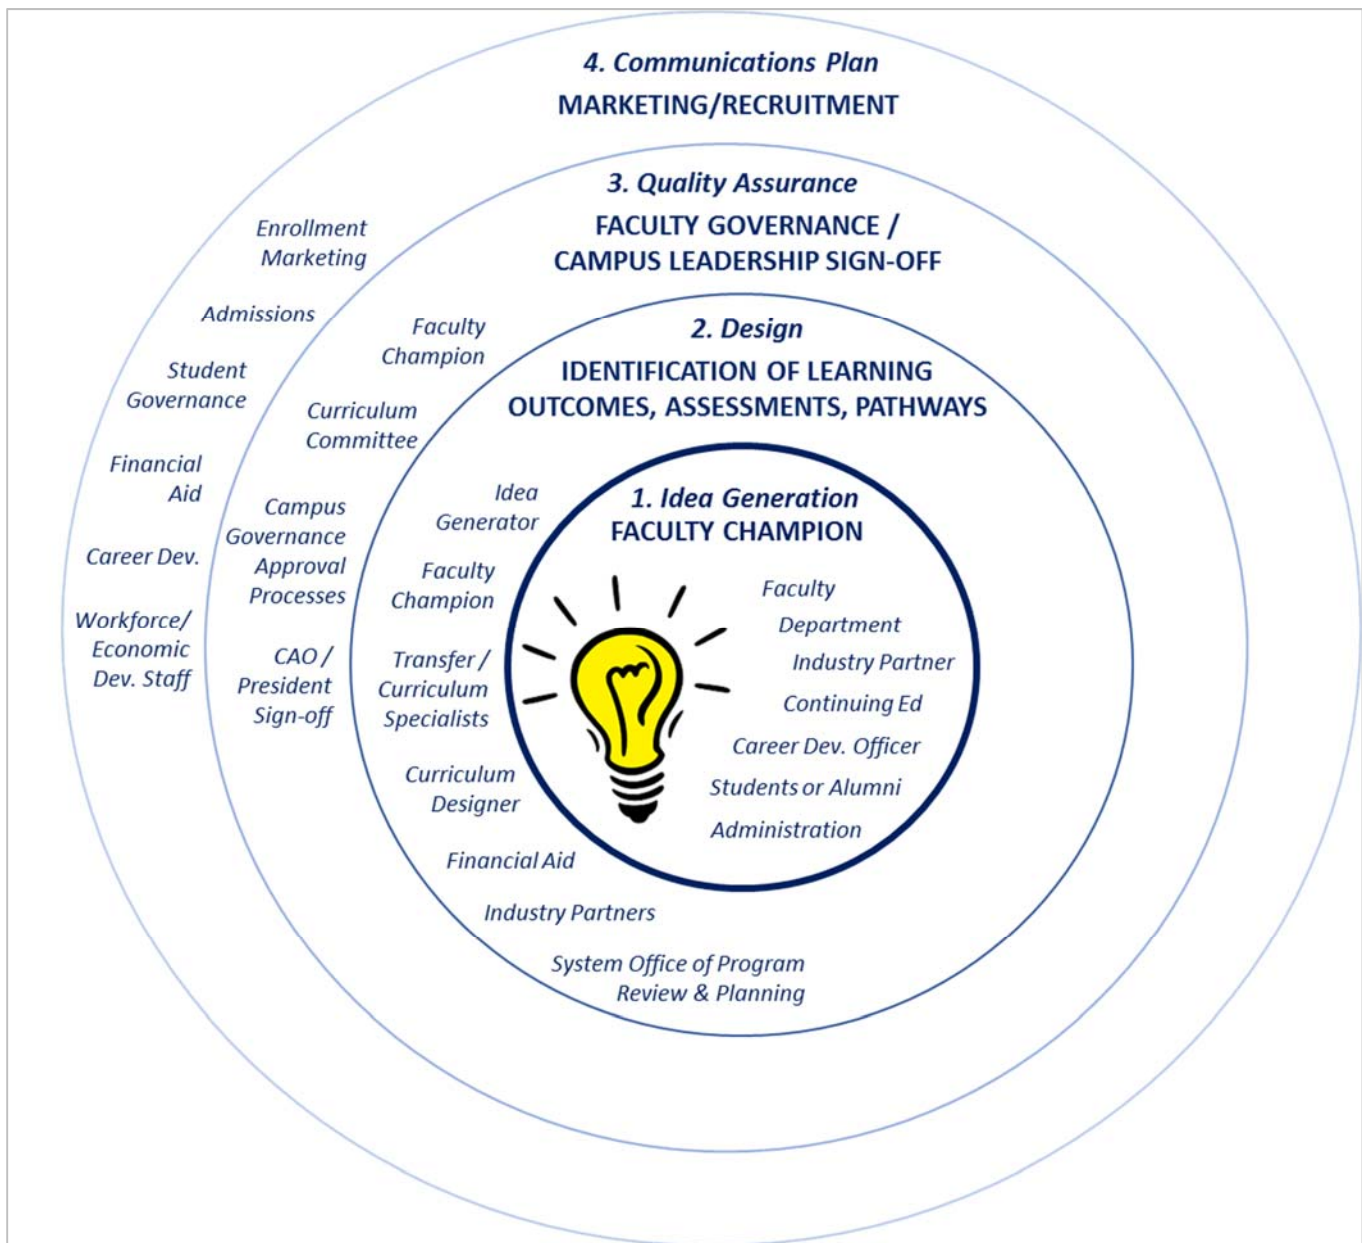 4. Communications Plan
MARKETING/RECRUITMENT
Enrollment
Marketing
Admissions
Student
Governance
Financial
Aid
Career Dev.
Workforce/
Economic
Dev. Staff
3. Quality Assurance
FACULTY GOVERNANCE /
CAMPUS LEADERSHIP SIGN-OFF
Faculty
Champion
Curriculum
Committee
Campus
Governance
Approval
Processes
CAO /
President
Sign-off
2. Design
IDENTIFICATION OF LEARNING
OUTCOMES, ASSESSMENTS, PATHWAYS
Idea
Generator
Faculty
Champion
Transfer /
Curriculum
Specialists
Curriculum
Designer
Financial Aid
Industry Partners
System Office of Program
Review & Planning
1. Idea Generation
FACULTY CHAMPION
Faculty
Department
Industry Partner
Continuing Ed
Career Dev. Officer
Students or Alumni
Administration